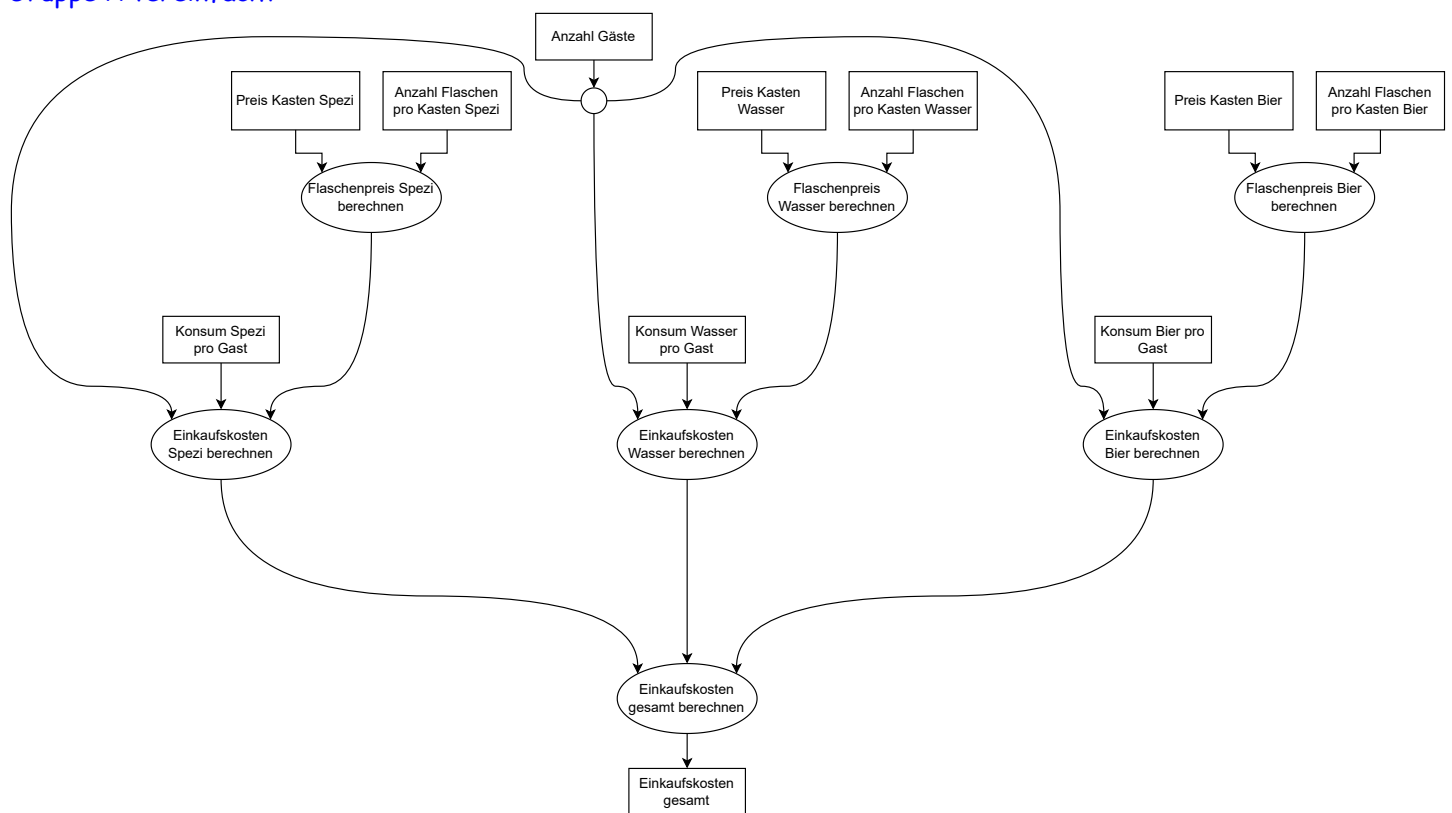 Anzahl Gäste
Preis Kasten Spezi
Anzahl Flaschen
pro Kasten Spezi
Preis Kasten
Wasser
Anzahl Flaschen
pro Kasten Wasser
Preis Kasten Bier
Anzahl Flaschen
pro Kasten Bier
Flaschenpreis Spezi
berechnen
Flaschenpreis
Wasser berechnen
Flaschenpreis Bier
berechnen
Konsum Spezi
pro Gast
Konsum Wasser
pro Gast
Konsum Bier pro
Gast
Einkaufskosten
Spezi berechnen
Einkaufskosten
Wasser berechnen
Einkaufskosten
Bier berechnen
Einkaufskosten
gesamt berechnen
Einkaufskosten
gesamt